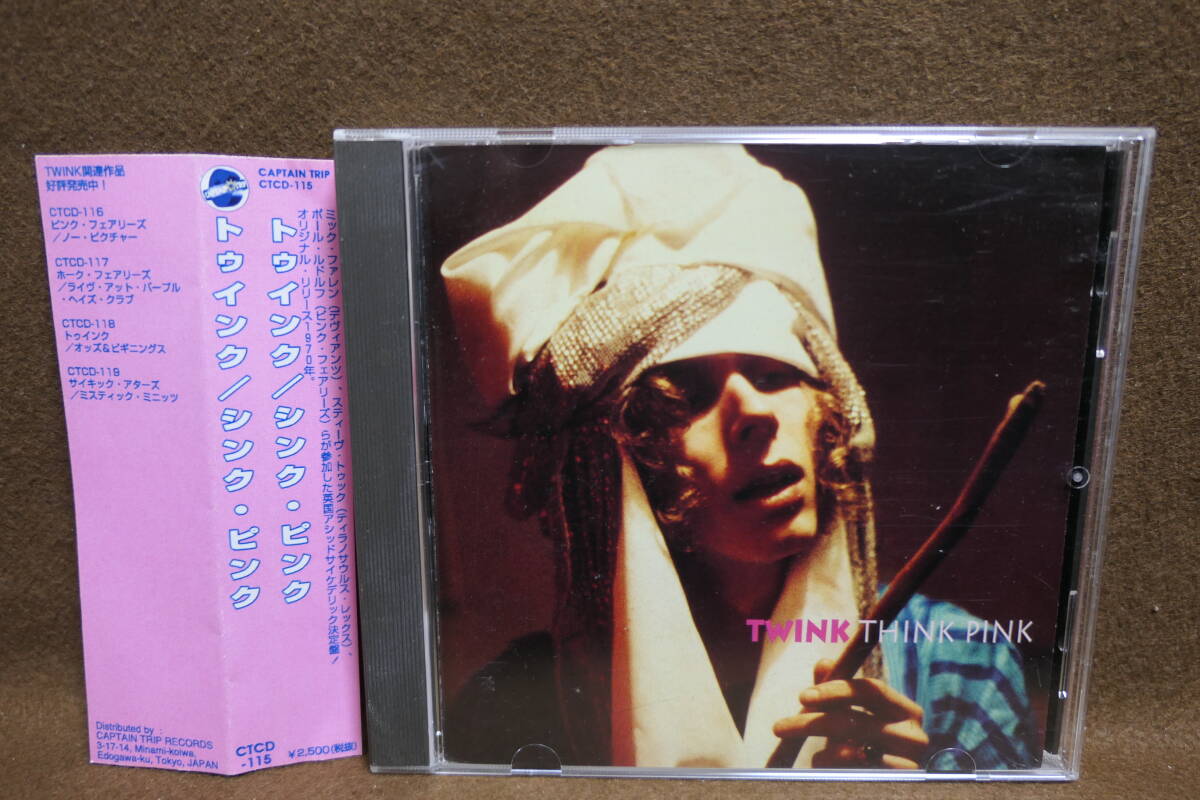 TWINK関連作品
好評発売中！
CTCD-116
ピンク・フェアリーズ
／ノー・ピクチャー
CTCD-117
ホーク・フェアリーズ
／ライヴ・アット・パープル
・ヘイズ・クラブ
CTCD-118
トゥインク
／オッズ&ビギニングス
CTCD-119
サイキック・アターズ
／ミスティック・ミニッツ
Distributed by :
CAPTAIN TRIP RECORDS
3-17-14, Minami-koiwa,
Edogawa-ku, Tokyo, JAPAN
トゥインク／シンク・ピンク
CTCD
-115
CAPTAIN TRIP
CTCD-115
トゥインク／シンク・ピンク
ミック・ファレン（デヴィアンツ）、スティーヴ・トゥック（ティラノサウルス・レックス）、
ポール・ルドルフ（ピンク・フェアリーズ）らが参加した英国アシッドサイケデリック決定盤／
オリジナル・リリース1970年。
¥2,500(税抜)
TWINK THINK PINK